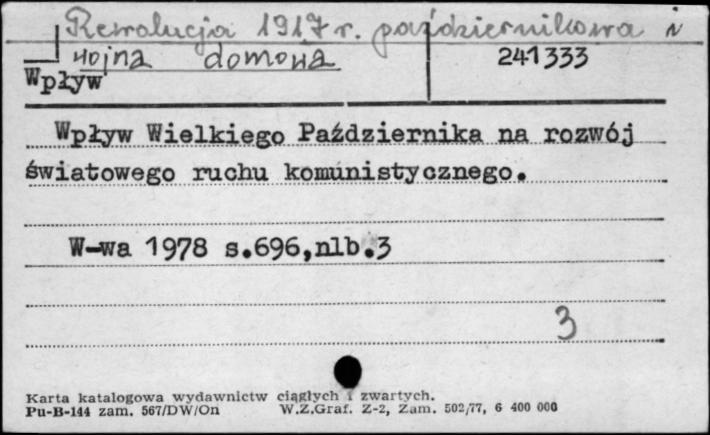 Rewolucja 1917 r. październikowa i
wojna domowa
241333
Wpływ
Wpływ Wielkiego Października na rozwój
światowego ruchu komunistycznego.
W-wa 1978 s.696,nlb.3
3
Karta katalogowa wydawnictw ciągłych i zwartych.
Pu-B-144 zam. 567/DW/On W.Z.Graf. Z-2, Zam. 502/77, 6 400 000